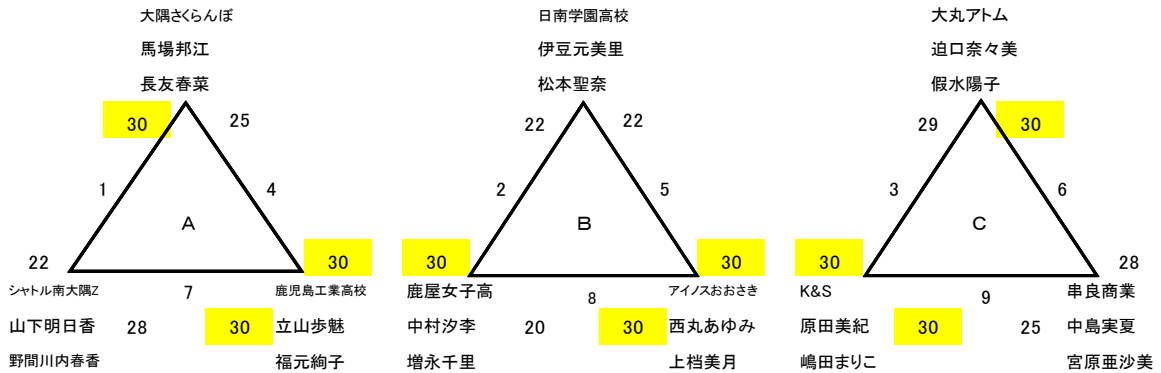 大隅さくらんぼ 日南学園高校 大丸アトム
馬場邦江 伊豆元美里 迫口奈々美
長友春菜 松本聖奈 假水陽子
30 25 22 22 29 30
1 4 2 5 3 6
A B C
22 30 30 30 30 28
シャトル南大隅Z 7 鹿児島工業高校 鹿屋女子高 8 アイノスおおさき K&S 9 串良商業
山下明日香 28 30 立山歩魅 中村汐李 20 30 西丸あゆみ 原田美紀 30 25 中島実夏
野間川内春香 福元絢子 増永千里 上档美月 嶋田まりこ 宮原亜沙美